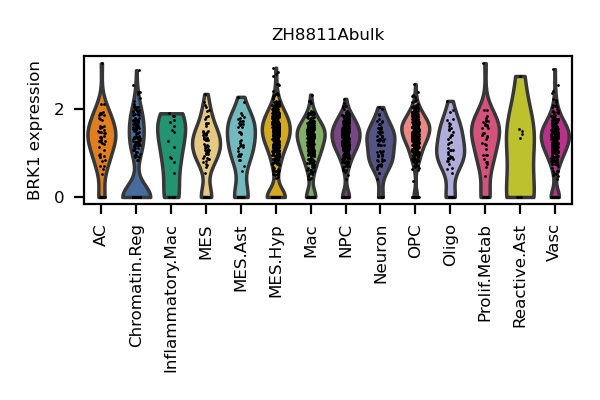 ZH8811Abulk
BRK1 expression
2
0
AC
Chromatin.Reg
Inflammatory.Mac
MES
MES.Ast
MES.Hyp
Mac
NPC
Neuron
OPC
Oligo
Prolif.Metab
Reactive.Ast
Vasc